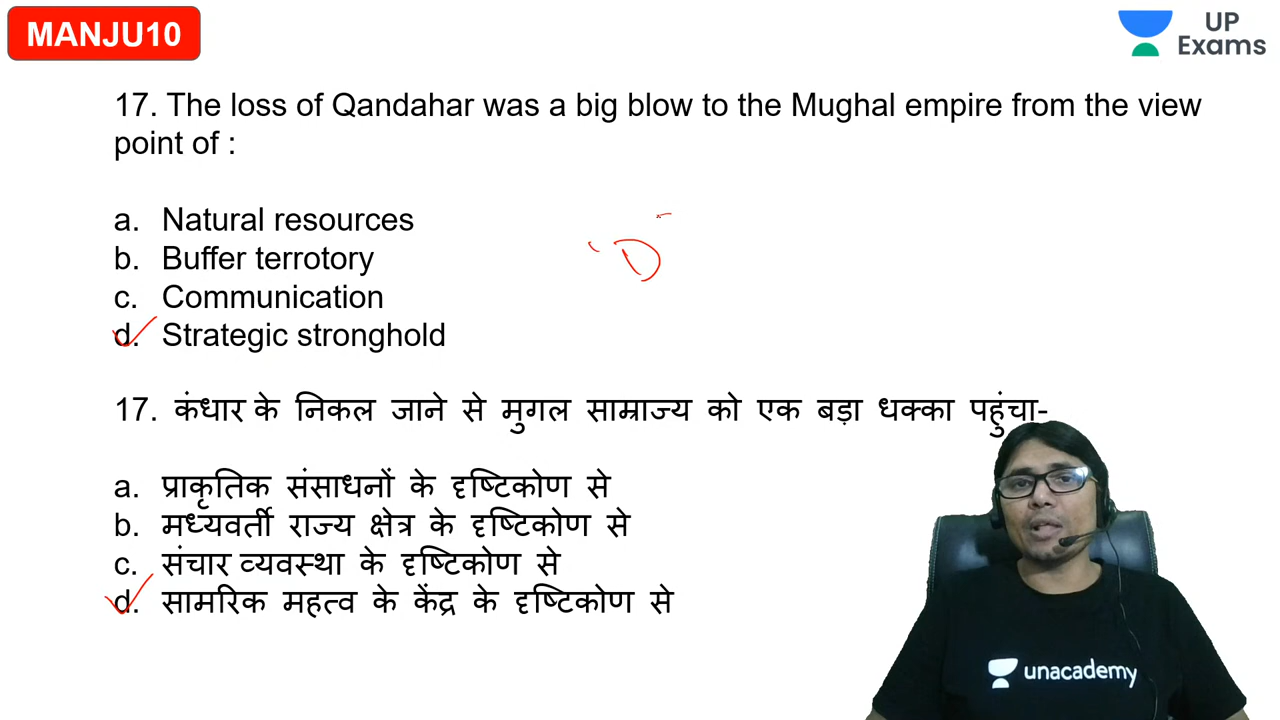 MANJU10
UP
Exams
17. The loss of Qandahar was a big blow to the Mughal empire from the view
point of :
a. Natural resources
b. Buffer terrotory
c. Communication
d. Strategic stronghold
D
17. कंधार के निकल जाने से मुगल साम्राज्य को एक बड़ा धक्का पहुंचा-
a. प्राकृतिक संसाधनों के दृष्टिकोण से
b. मध्यवर्ती राज्य क्षेत्र के दृष्टिकोण से
c. संचार व्यवस्था के दृष्टिकोण से
d. सामरिक महत्व के केंद्र के दृष्टिकोण से
unacademy